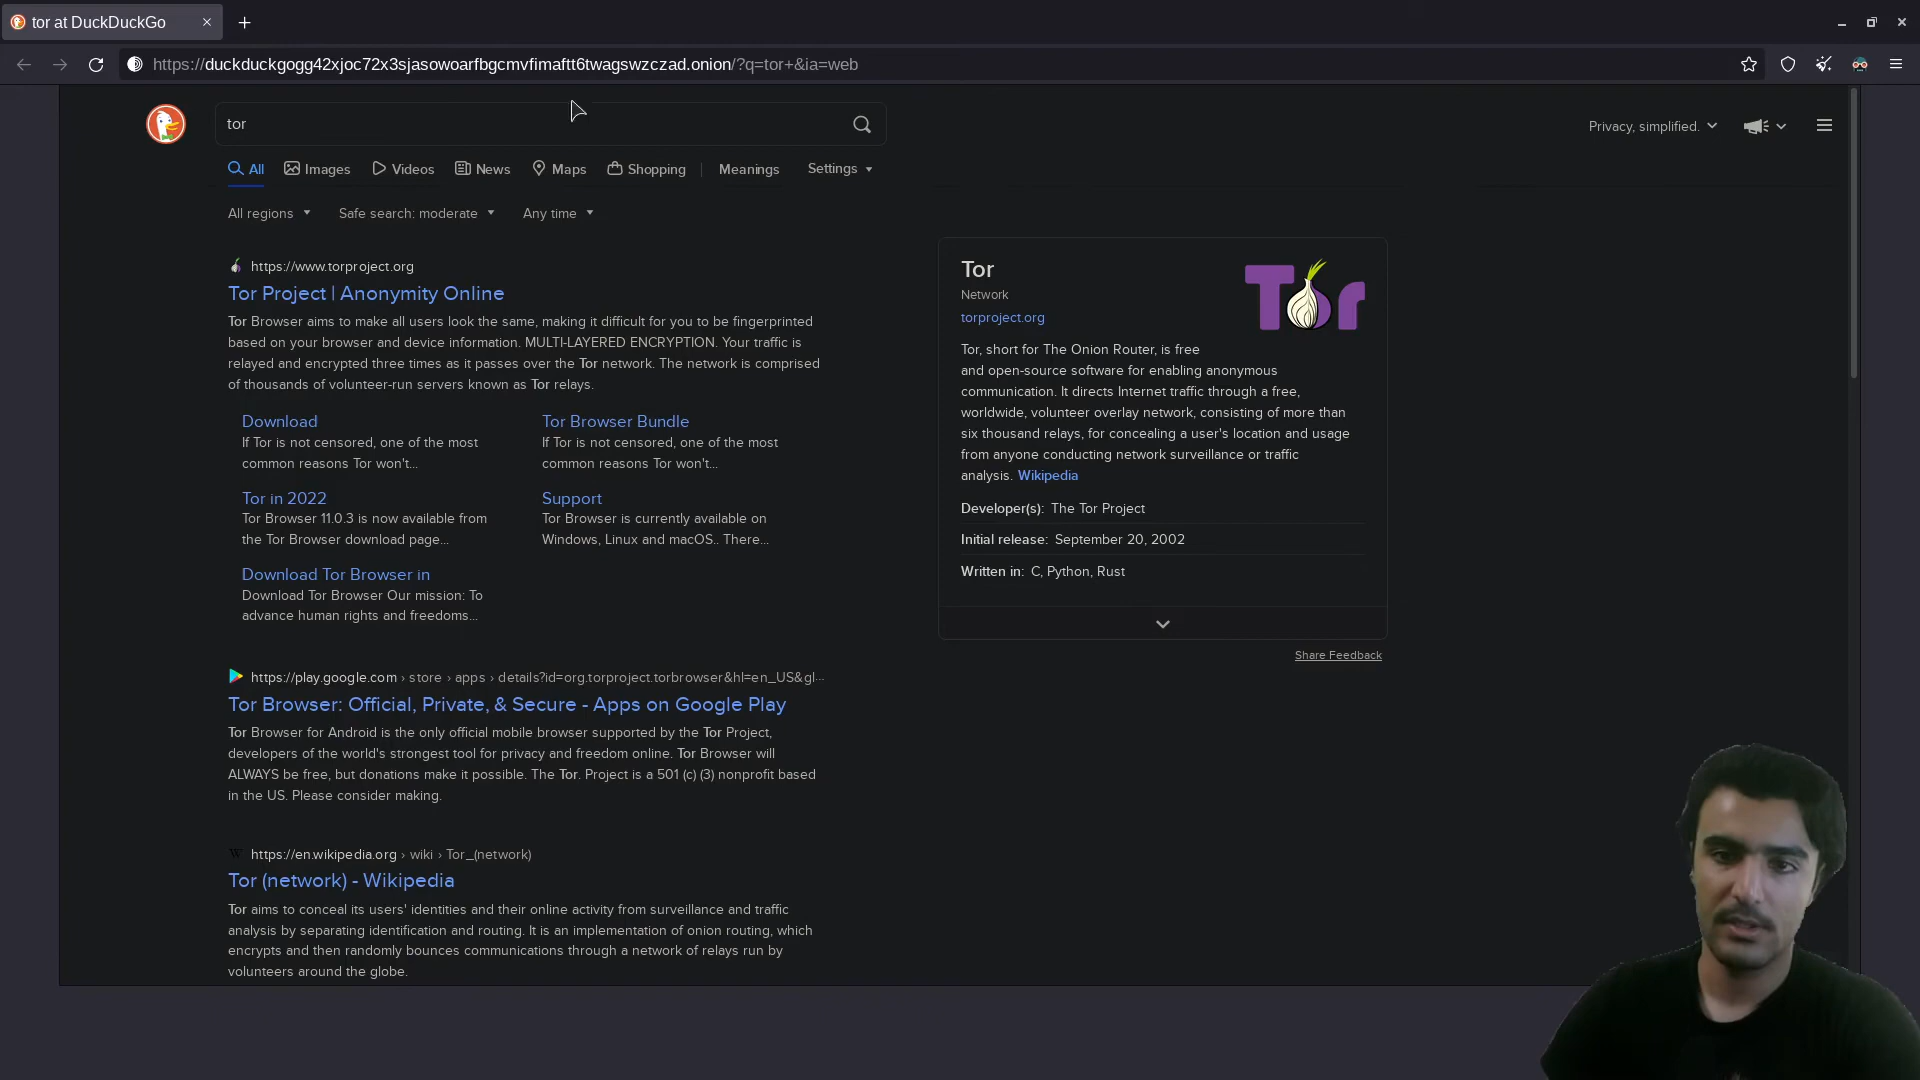 tor at DuckDuckGo
https://duckduckgogg42xjoc72x3sjasowoarfbgcmvfimaftt6twagswzczad.onion/?q=tor+&ia=web
tor
Privacy, simplified.
All Images Videos News Maps Shopping | Meanings Settings
All regions Safe search: moderate Any time
https://www.torproject.org
Tor Project | Anonymity Online
Tor Browser aims to make all users look the same, making it difficult for you to be fingerprinted
based on your browser and device information. MULTI-LAYERED ENCRYPTION. Your traffic is
relayed and encrypted three times as it passes over the Tor network. The network is comprised
of thousands of volunteer-run servers known as Tor relays.
Download
If Tor is not censored, one of the most
common reasons Tor won't...
Tor Browser Bundle
If Tor is not censored, one of the most
common reasons Tor won't...
Tor in 2022
Tor Browser 11.0.3 is now available from
the Tor Browser download page...
Support
Tor Browser is currently available on
Windows, Linux and macOS.. There...
Download Tor Browser in
Download Tor Browser Our mission: To
advance human rights and freedoms...
https://play.google.com › store › apps › details?id=org.torproject.torbrowser&hl=en_US&gl...
Tor Browser: Official, Private, & Secure - Apps on Google Play
Tor Browser for Android is the only official mobile browser supported by the Tor Project,
developers of the world's strongest tool for privacy and freedom online. Tor Browser will
ALWAYS be free, but donations make it possible. The Tor. Project is a 501 (c) (3) nonprofit based
in the US. Please consider making.
W https://en.wikipedia.org › wiki › Tor_(network)
Tor (network) - Wikipedia
Tor aims to conceal its users' identities and their online activity from surveillance and traffic
analysis by separating identification and routing. It is an implementation of onion routing, which
encrypts and then randomly bounces communications through a network of relays run by
volunteers around the globe.
Tor
Network
torproject.org
Tor
Tor, short for The Onion Router, is free
and open-source software for enabling anonymous
communication. It directs Internet traffic through a free,
worldwide, volunteer overlay network, consisting of more than
six thousand relays, for concealing a user's location and usage
from anyone conducting network surveillance or traffic
analysis. Wikipedia
Developer(s): The Tor Project
Initial release: September 20, 2002
Written in: C, Python, Rust
Share Feedback